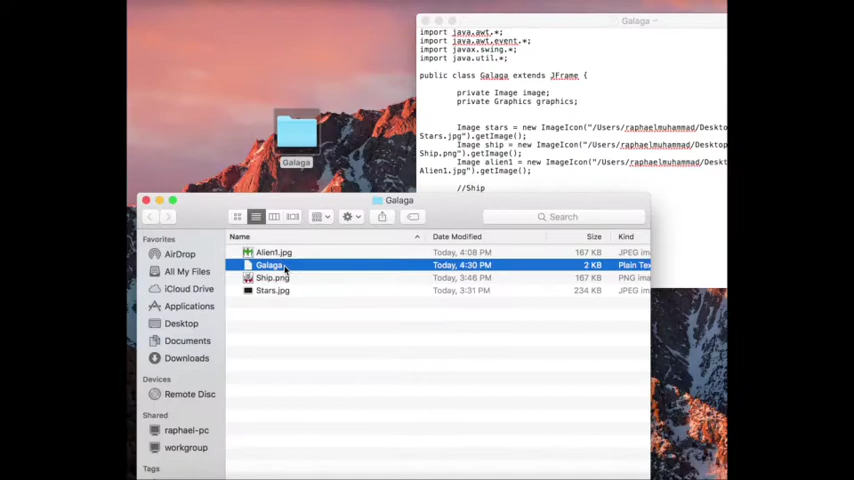 Galaga
import java.awt.*;
import java.awt.event.*;
import javax.swing.*;
import java.util.*;
public class Galaga extends JFrame {
private Image image;
private Graphics graphics;
Image stars = new ImageIcon("/Users/raphaelmuhammad/Deskto
Stars.jpg").getImage();
Image ship = new ImageIcon("/Users/raphaelmuhammad/Desktop
Ship.png").getImage();
Image alien1 = new ImageIcon("/Users/raphaelmuhammad/Deskt
Alien1.jpg").getImage();
//Ship
Galaga
Galaga
Search
Name Date Modified Size Kind
Favorites
AirDrop
All My Files
iCloud Drive
Applications
Desktop
Documents
Downloads
Devices
Remote Disc
Shared
raphael-pc
workgroup
Tags
Alien1.jpg Today, 4:08 PM 167 KB JPEG ima
Galaga Today, 4:30 PM 2 KB Plain Tex
Ship.png Today, 3:46 PM 167 KB PNG ima
Stars.jpg Today, 3:31 PM 234 KB JPEG ima